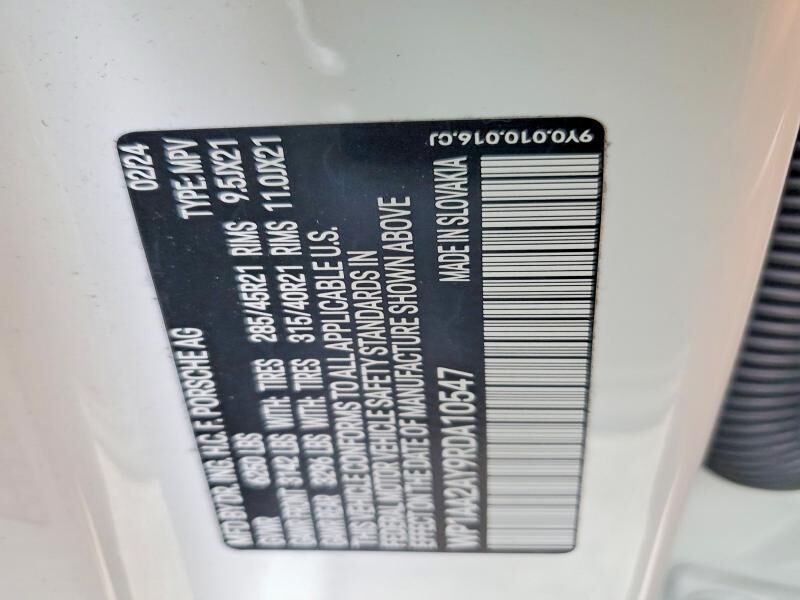 MFD BY DR. ING. H.C. F. PORSCHE AG 02/24
GVWR 6250 LBS TYPE: MPV
GAWR FRONT 3142 LBS WITH: TIRES 285/45R21 RIMS 9.5JX21
GAWR REAR 3296 LBS WITH: TIRES 315/40R21 RIMS 11.0JX21
THIS VEHICLE CONFORMS TO ALL APPLICABLE U.S.
FEDERAL MOTOR VEHICLE SAFETY STANDARDS IN
EFFECT ON THE DATE OF MANUFACTURE SHOWN ABOVE
WP1AA2AY9RDA10547 MADE IN SLOVAKIA
9Y0.010.016.CJ